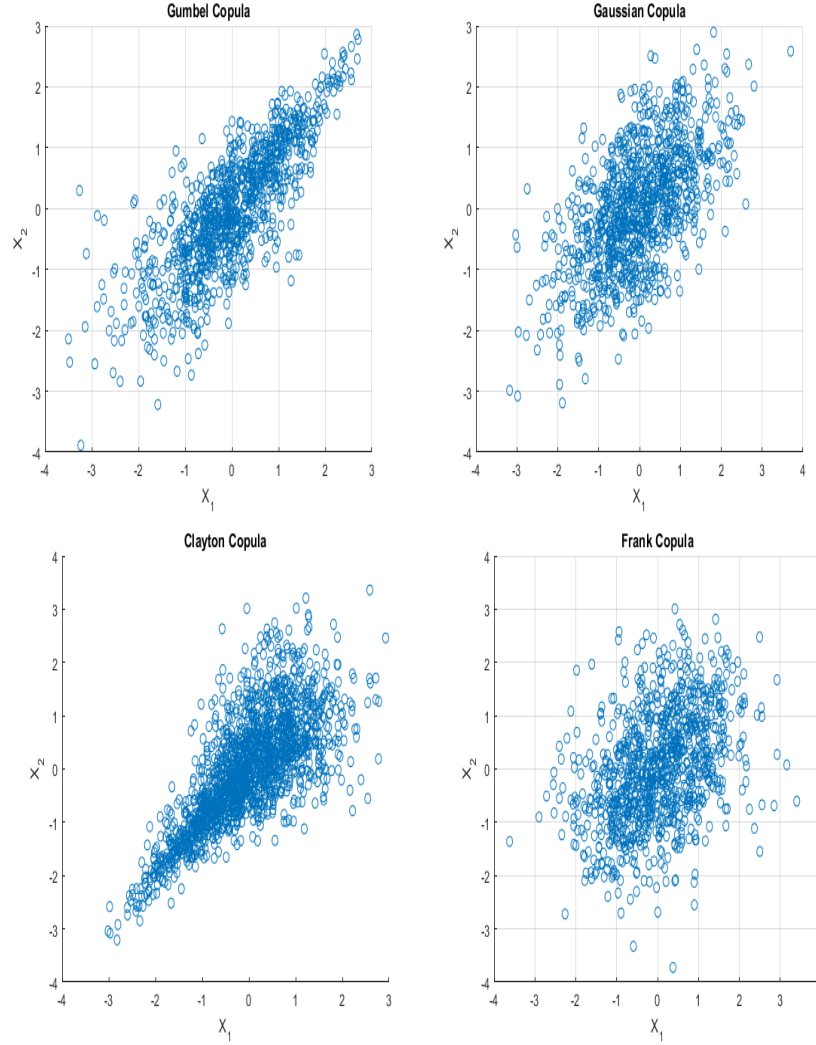 Gumbel Copula
3
2
1
0
-1
-2
-3
-4
X2
-4 -3 -2 -1 0 1 2 3
X1
Gaussian Copula
3
2
1
0
-1
-2
-3
-4
X2
-4 -3 -2 -1 0 1 2 3 4
X1
Clayton Copula
4
3
2
1
0
-1
-2
-3
-4
X2
-4 -3 -2 -1 0 1 2 3
X1
Frank Copula
4
3
2
1
0
-1
-2
-3
-4
X2
-4 -3 -2 -1 0 1 2 3
X1